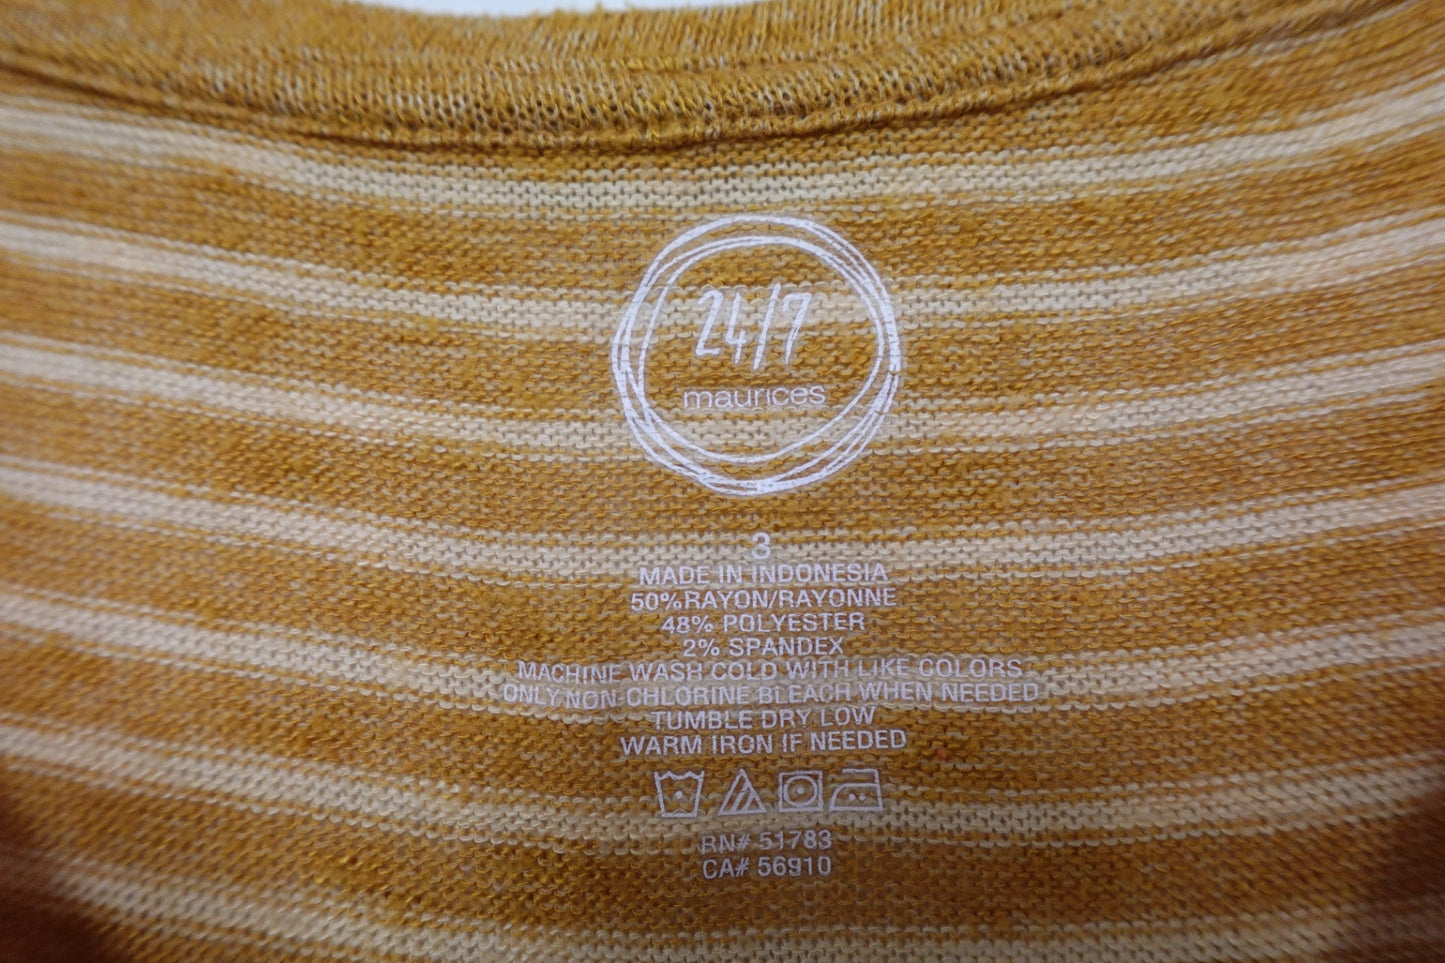 24/7
maurices
3
MADE IN INDONESIA
50%RAYON/RAYONNE
48% POLYESTER
2% SPANDEX
MACHINE WASH COLD WITH LIKE COLORS
ONLY NON CHLORINE BLEACH WHEN NEEDED
TUMBLE DRY LOW
WARM IRON IF NEEDED
RN# 51783
CA# 56910